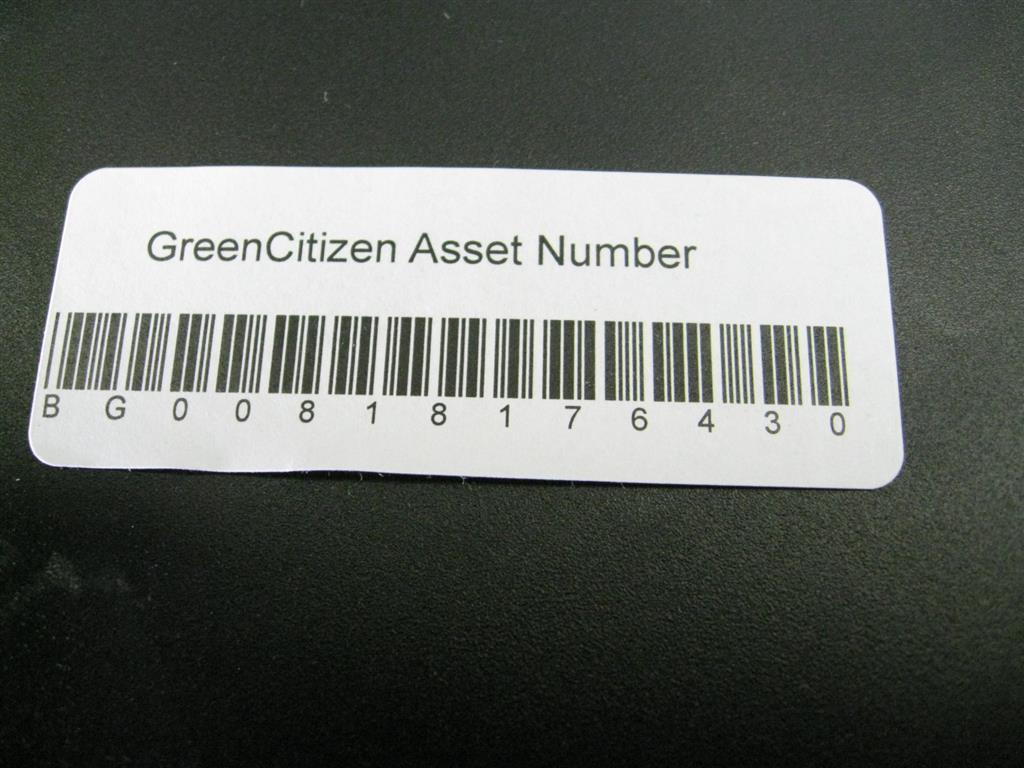 GreenCitizen Asset Number
B G 0 0 8 1 8 1 7 6 4 3 0